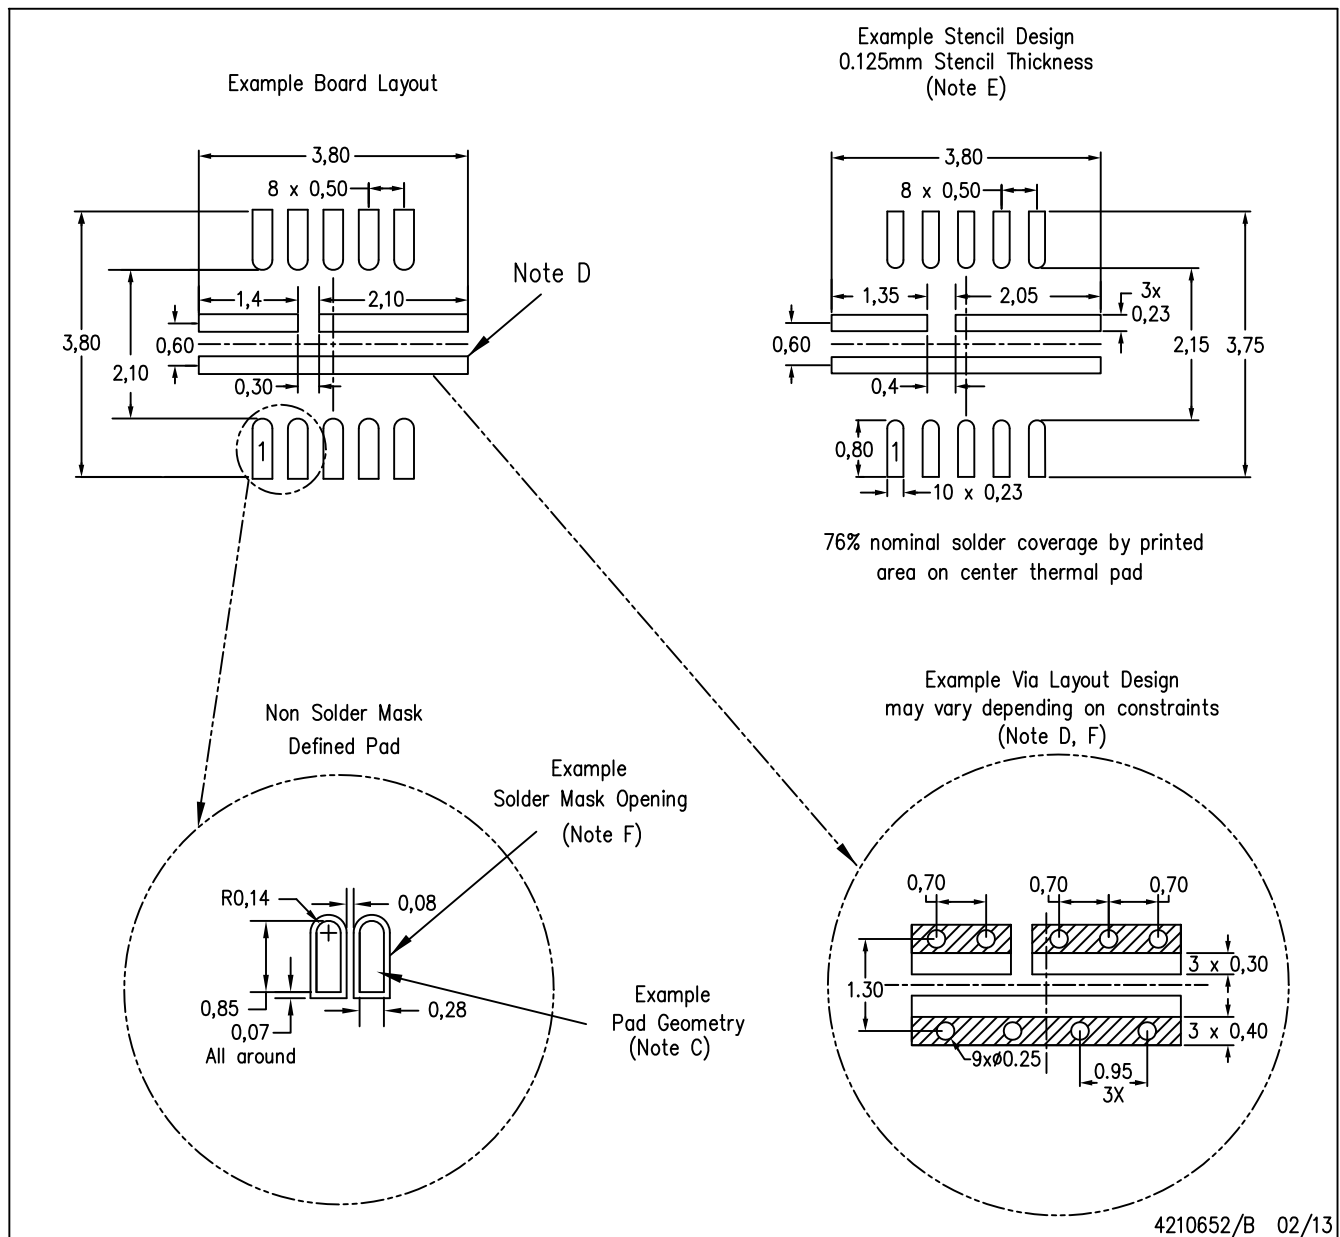 Example Board Layout
Example Stencil Design
0.125mm Stencil Thickness
(Note E)
3,80
8 x 0,50
Note D
1,4
2,10
3,80
0,60
2,10
0,30
1
3,80
8 x 0,50
1,35
2,05
3x
0,23
0,60
2,15
3,75
0,4
0,80
1
10 x 0,23
76% nominal solder coverage by printed
area on center thermal pad
Non Solder Mask
Defined Pad
Example
Solder Mask Opening
(Note F)
R0,14
0,08
0,85
0,07
All around
0,28
Example
Pad Geometry
(Note C)
Example Via Layout Design
may vary depending on constraints
(Note D, F)
0,70
0,70
0,70
1.30
3 x 0,30
3 x 0,40
9xø0.25
0.95
3X
4210652/B 02/13